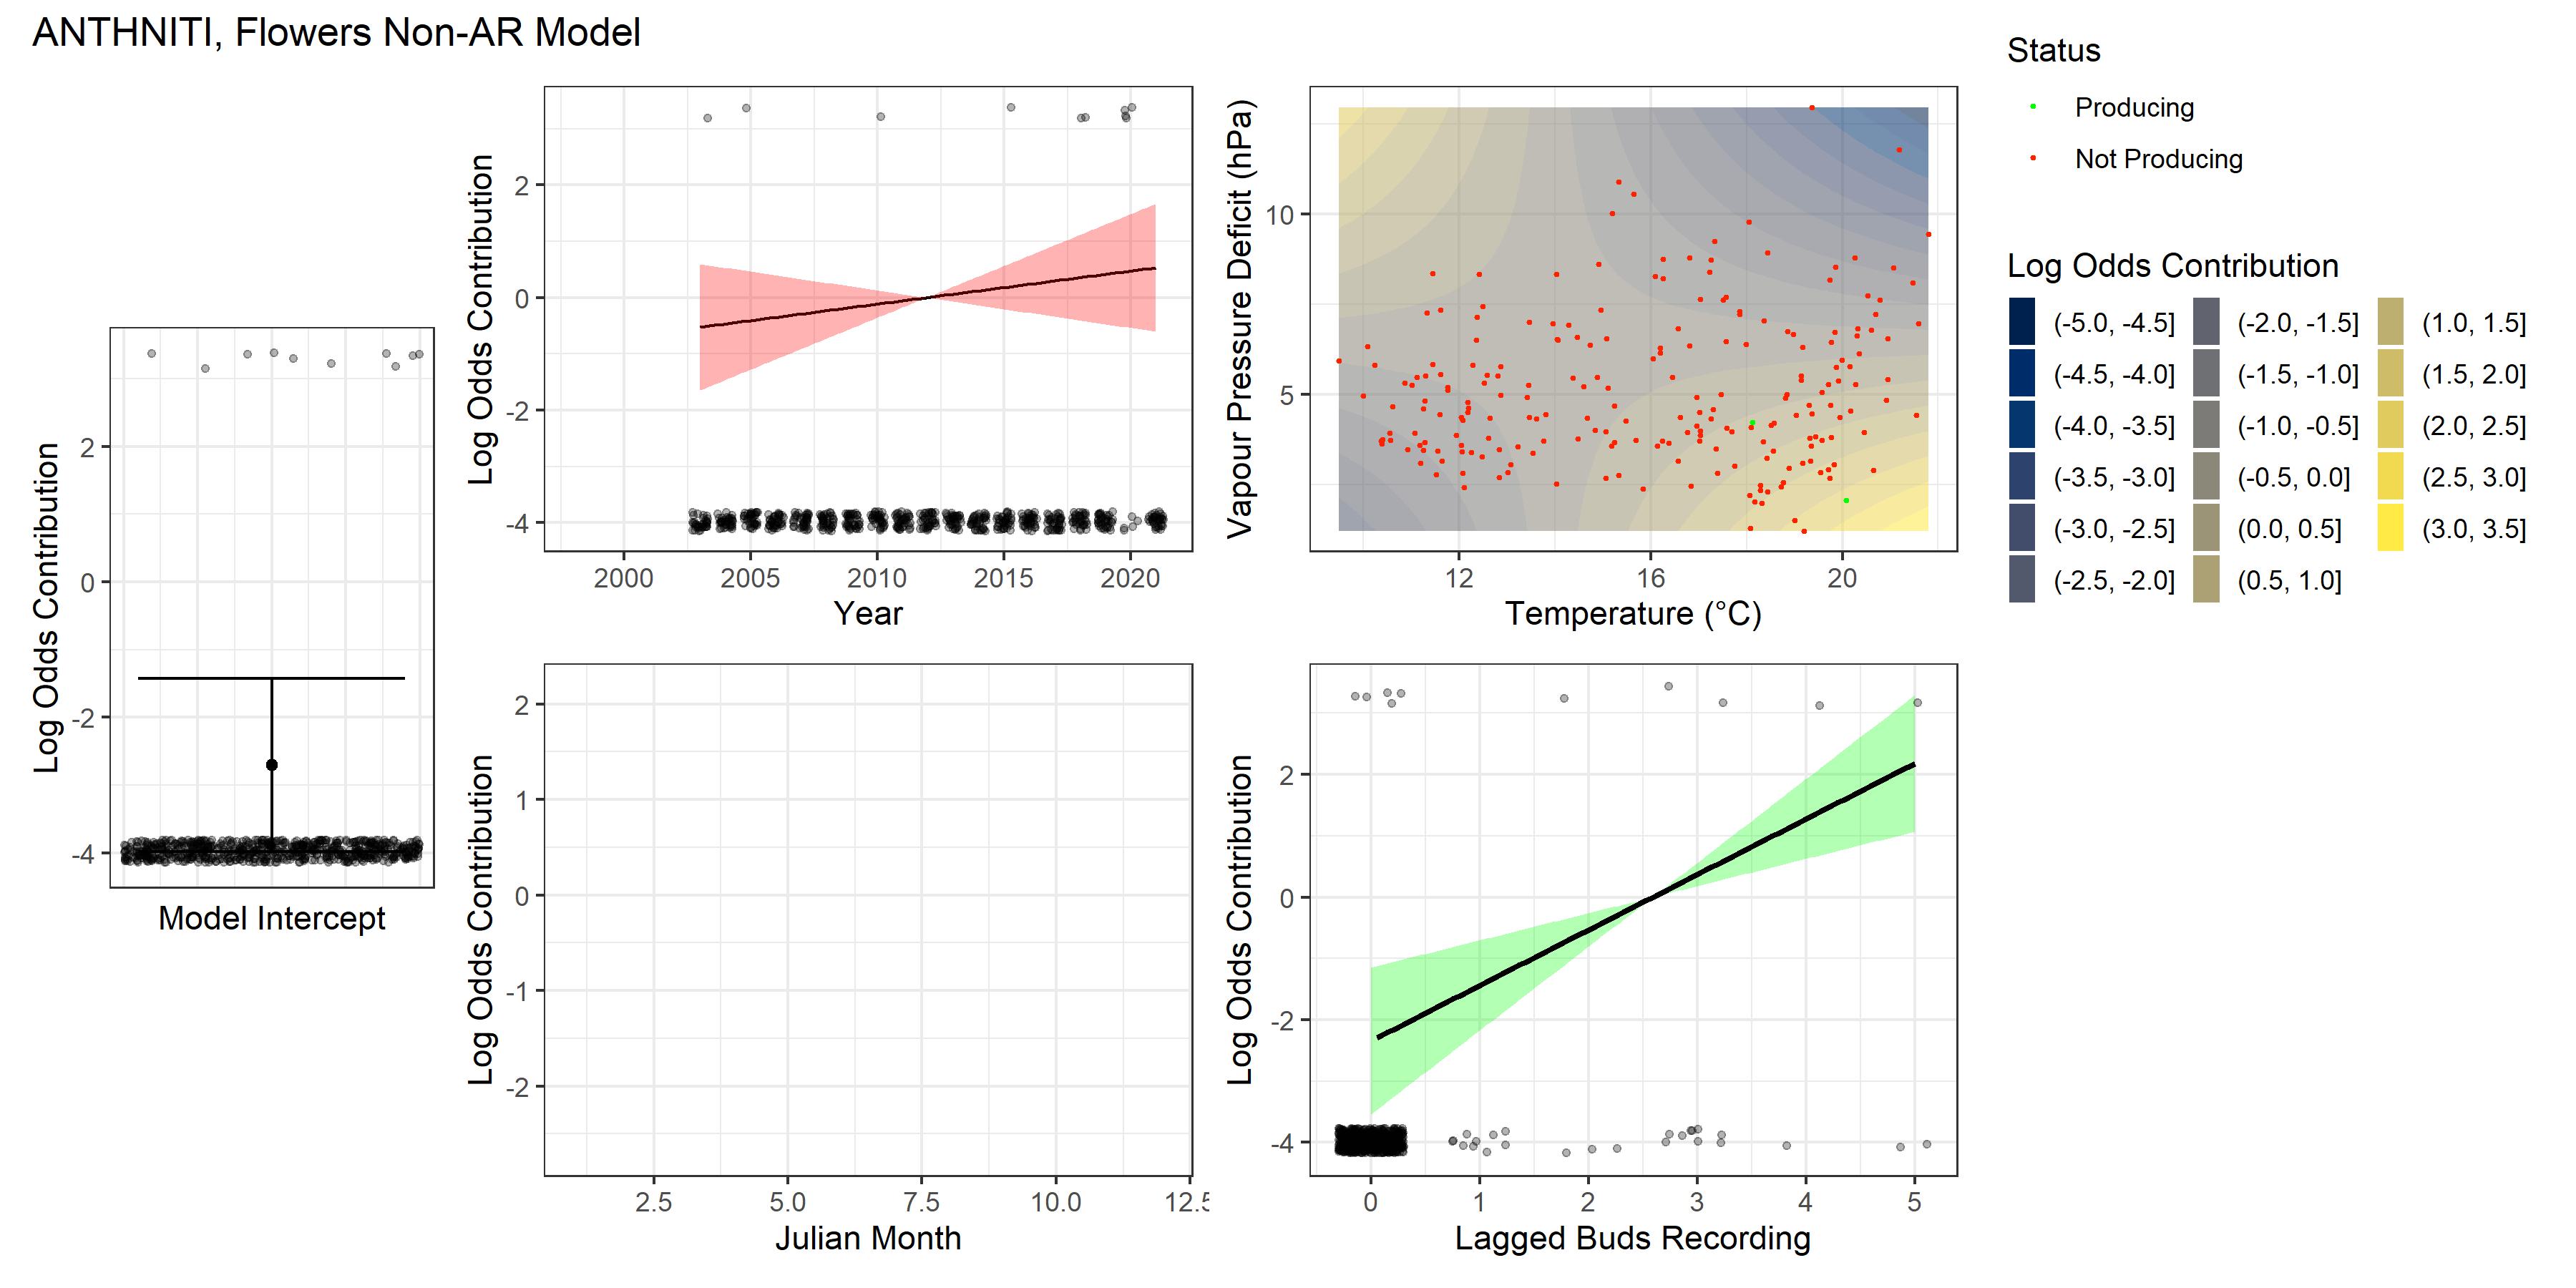 ANTHNITI, Flowers Non-AR Model
Log Odds Contribution
2
0
-2
-4
Model Intercept
Log Odds Contribution
2
0
-2
-4
2000 2005 2010 2015 2020
Year
Vapour Pressure Deficit (hPa)
10
5
12 16 20
Temperature (°C)
Log Odds Contribution
2
1
0
-1
-2
2.5 5.0 7.5 10.0 12.5
Julian Month
Log Odds Contribution
2
0
-2
-4
0 1 2 3 4 5
Lagged Buds Recording
Status
Producing
Not Producing
Log Odds Contribution
(-5.0, -4.5] (-2.0, -1.5] (1.0, 1.5]
(-4.5, -4.0] (-1.5, -1.0] (1.5, 2.0]
(-4.0, -3.5] (-1.0, -0.5] (2.0, 2.5]
(-3.5, -3.0] (-0.5, 0.0] (2.5, 3.0]
(-3.0, -2.5] (0.0, 0.5] (3.0, 3.5]
(-2.5, -2.0] (0.5, 1.0]